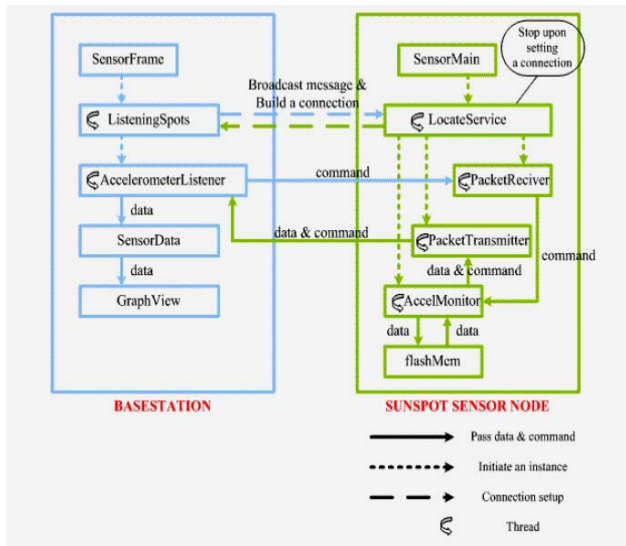 SensorFrame
SensorMain
Stop upon
setting
a connection
Broadcast message &
Build a connection
ListeningSpots
LocateService
AccelerometerListener
command
PacketReciver
data
data & command
SensorData
PacketTransmitter
command
data
data & command
GraphView
AccelMonitor
data
data
flashMem
BASESTATION
SUNSPOT SENSOR NODE
Pass data & command
Initiate an instance
Connection setup
Thread